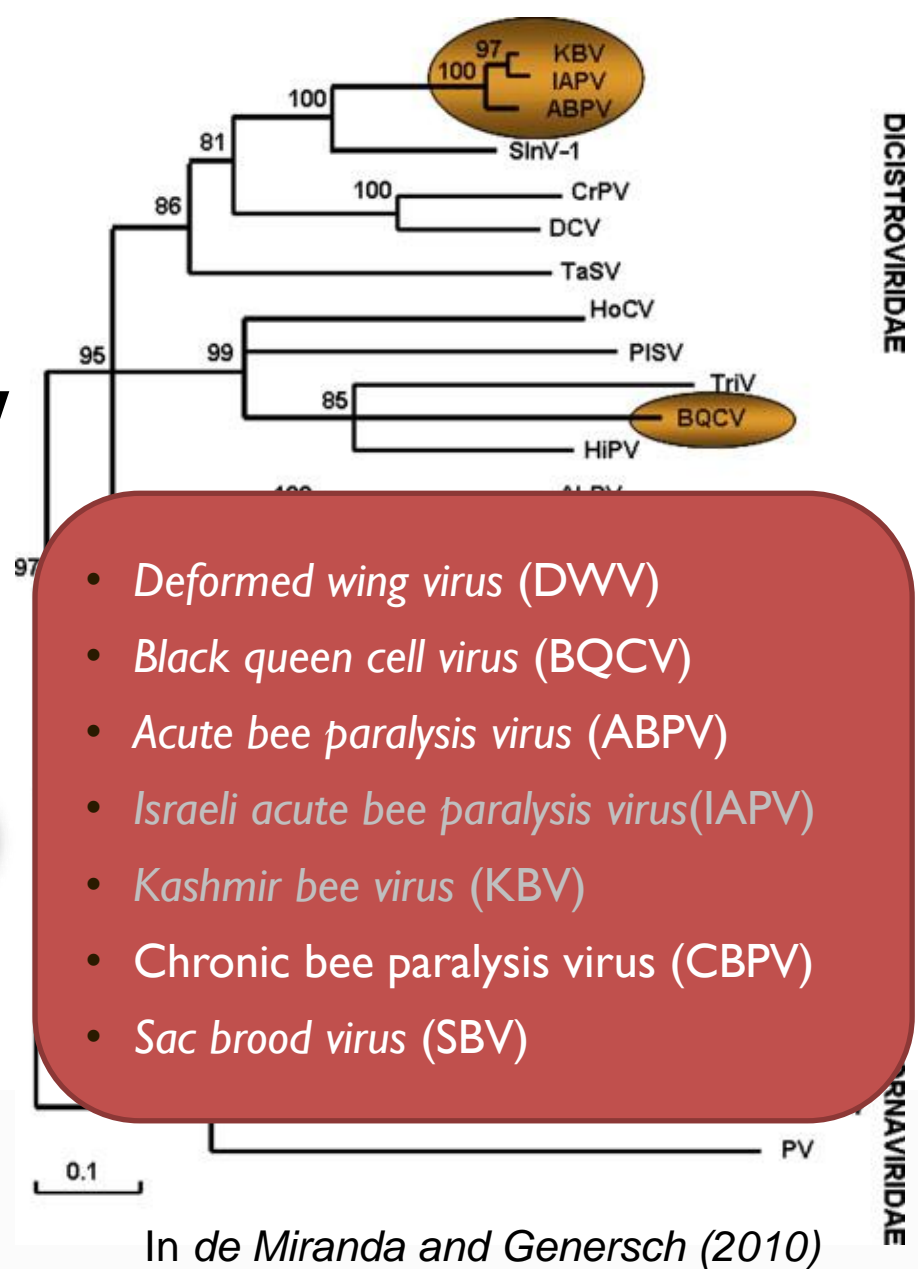 97 KBV
100 IAPV
ABPV
100
SInV-1
81
100 CrPV
DCV
86
TaSV
HoCV
95 99 PISV
TriV
85
BQCV
HiPV
DICISTROVIRIDAE
97
• Deformed wing virus (DWV)
• Black queen cell virus (BQCV)
• Acute bee paralysis virus (ABPV)
• Israeli acute bee paralysis virus(IAPV)
• Kashmir bee virus (KBV)
• Chronic bee paralysis virus (CBPV)
• Sac brood virus (SBV)
RNAVIRIDAE
PV
0.1
In de Miranda and Genersch (2010)